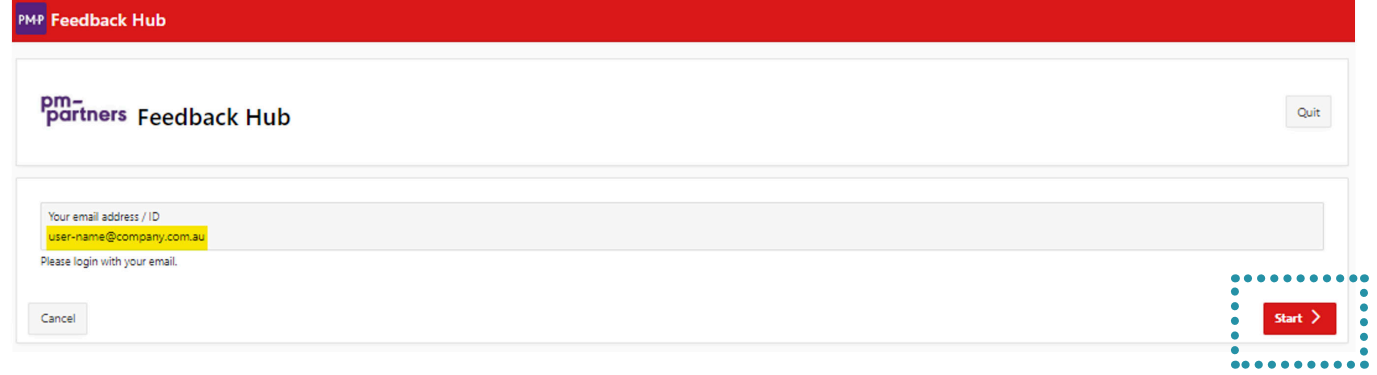 PMP Feedback Hub
pm-
partners Feedback Hub
Quit
Your email address / ID
user-name@company.com.au
Please login with your email.
Cancel
Start